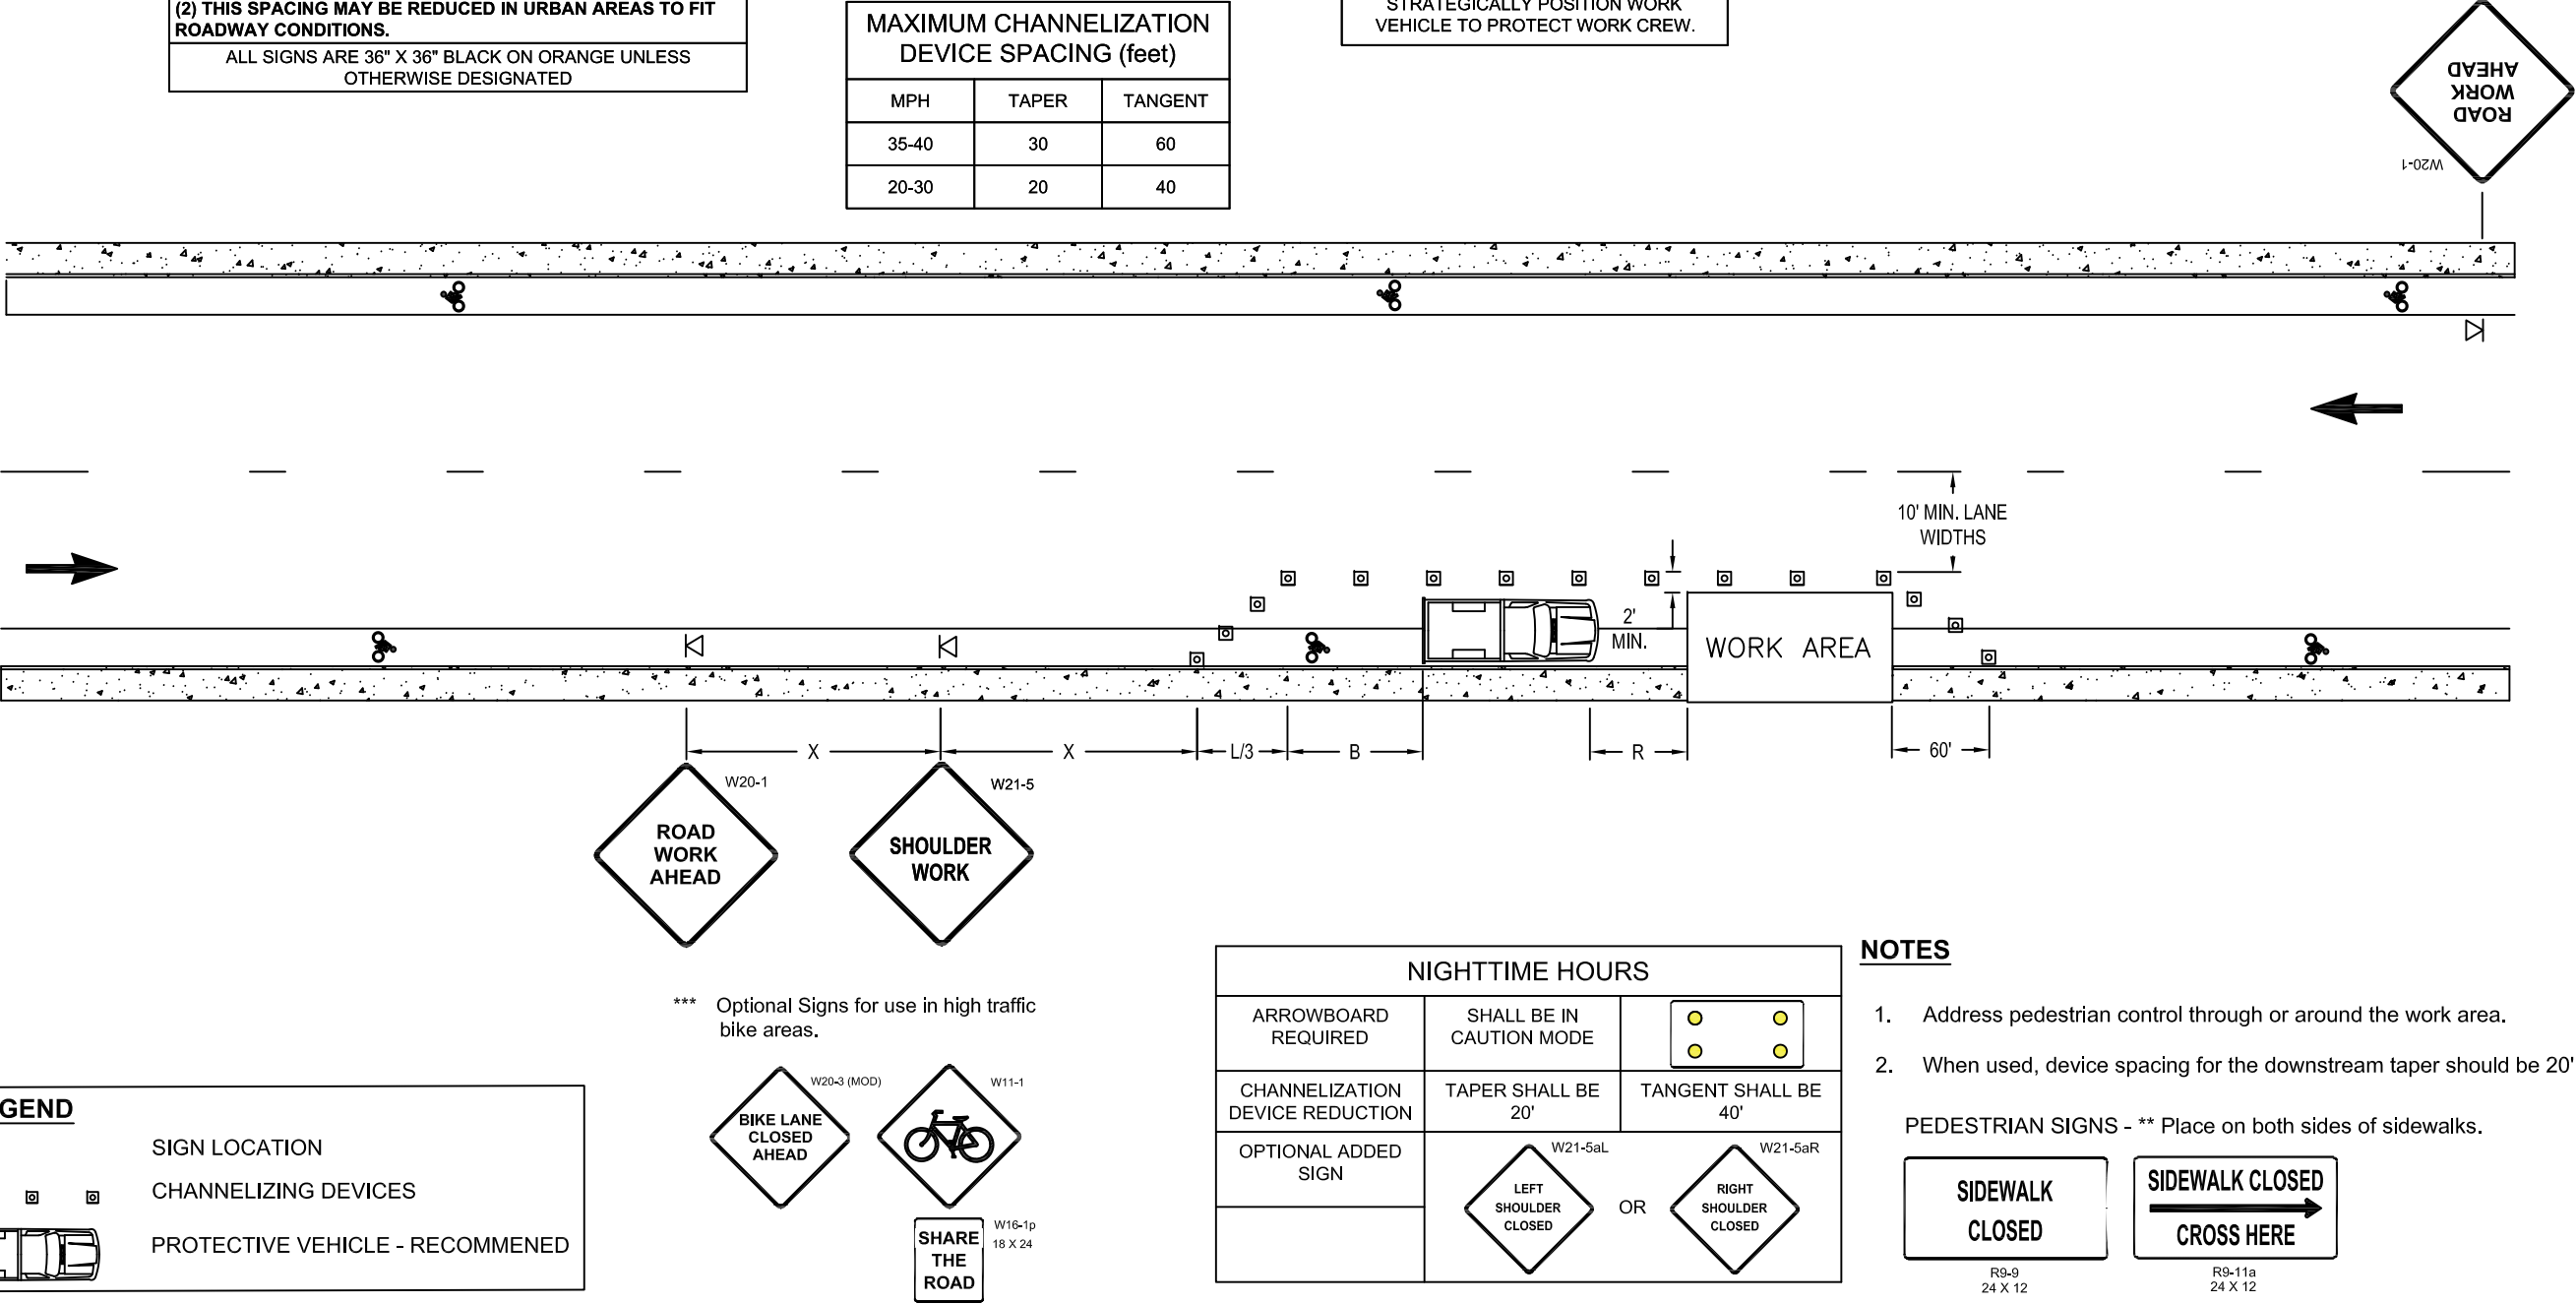 (2) THIS SPACING MAY BE REDUCED IN URBAN AREAS TO FIT
ROADWAY CONDITIONS.
ALL SIGNS ARE 36" X 36" BLACK ON ORANGE UNLESS
OTHERWISE DESIGNATED
MAXIMUM CHANNELIZATION
DEVICE SPACING (feet)
MPH TAPER TANGENT
35-40 30 60
20-30 20 40
STRATEGICALLY POSITION WORK
VEHICLE TO PROTECT WORK CREW.
ROAD
WORK
AHEAD
W20-1
10' MIN. LANE
WIDTHS
2'
MIN.
WORK AREA
X X L/3 B R 60'
W20-1
ROAD
WORK
AHEAD
W21-5
SHOULDER
WORK
*** Optional Signs for use in high traffic
bike areas.
W20-3 (MOD)
BIKE LANE
CLOSED
AHEAD
W11-1
SHARE
THE
ROAD
W16-1p
18 X 24
GEND
SIGN LOCATION
CHANNELIZING DEVICES
PROTECTIVE VEHICLE - RECOMMENED
NIGHTTIME HOURS
ARROWBOARD
REQUIRED
SHALL BE IN
CAUTION MODE
CHANNELIZATION
DEVICE REDUCTION
TAPER SHALL BE
20'
TANGENT SHALL BE
40'
OPTIONAL ADDED
SIGN
W21-5aL
LEFT
SHOULDER
CLOSED
OR
W21-5aR
RIGHT
SHOULDER
CLOSED
NOTES
1. Address pedestrian control through or around the work area.
2. When used, device spacing for the downstream taper should be 20'
PEDESTRIAN SIGNS - ** Place on both sides of sidewalks.
SIDEWALK
CLOSED
R9-9
24 X 12
SIDEWALK CLOSED
CROSS HERE
R9-11a
24 X 12